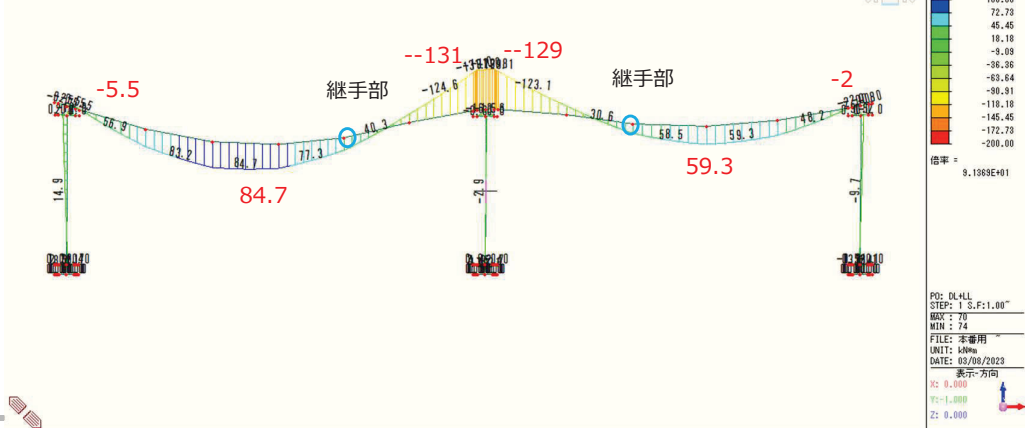 72.73
45.45
18.18
-9.09
-36.36
-63.64
-90.91
-118.18
-145.45
-172.73
-200.00
倍率 =
9.1369E+01
--131
--129
-5.5
継手部
継手部
-2
-124.6
-123.1
56.9
83.2
84.7
77.3
40.3
30.6
58.5
59.3
48.2
84.7
59.3
14.9
-9.7
PO: DL+LL
STEP: 1 S.F:1.00~
MAX : 70
MIN : 74
FILE: 本番用 ~
UNIT: kN*m
DATE: 03/08/2023
表示-方向
X: 0.000
Y:-1.000
Z: 0.000